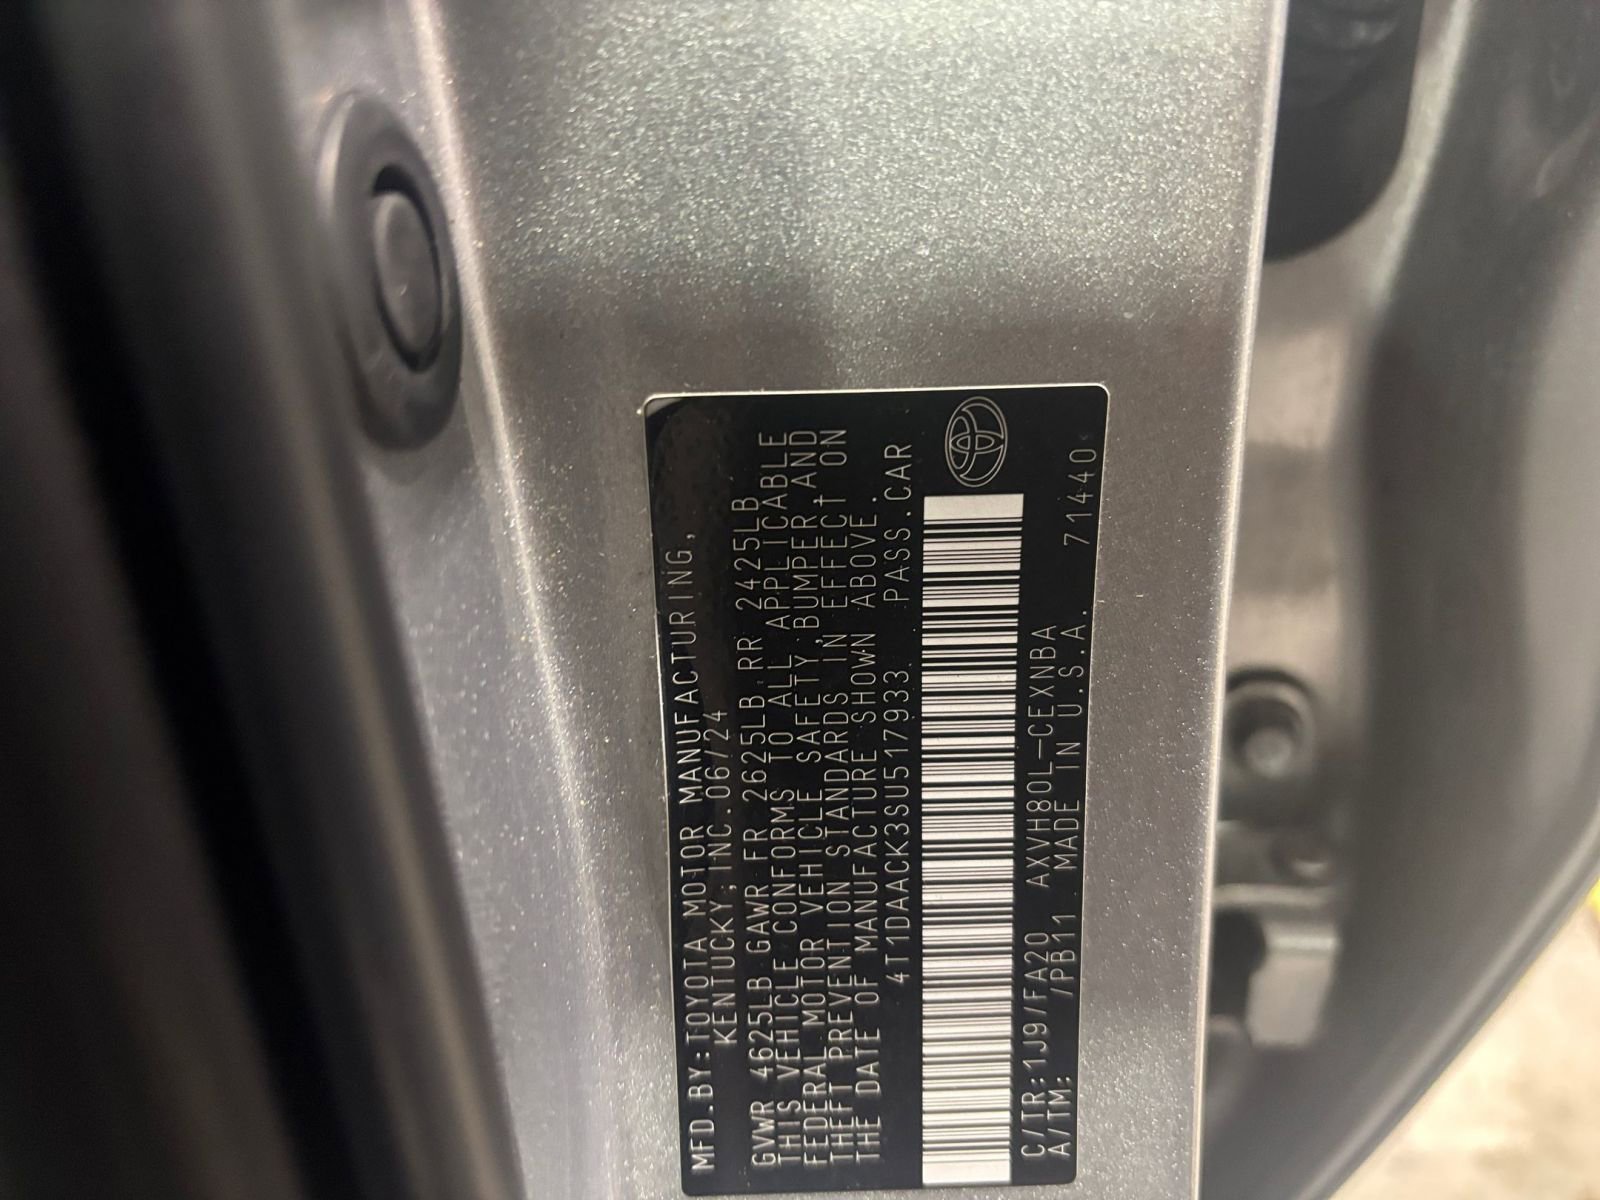 MFD.BY:TOYOTA MOTOR MANUFACTURING,
KENTUCKY,INC.06/24
GVWR 4625LB GAWR FR 2625LB RR 2425LB
THIS VEHICLE CONFORMS TO ALL APPLICABLE
FEDERAL MOTOR VEHICLE SAFETY,BUMPER,AND
THEFT PREVENTION STANDARDS IN EFFECT ON
THE DATE OF MANUFACTURE SHOWN ABOVE.
4T1DAACK3SU517933 PASS.CAR
C/TR:1J9/FA20 AXVH80L-CEXNBA
A/TM: /PB11 MADE IN U.S.A. 71440